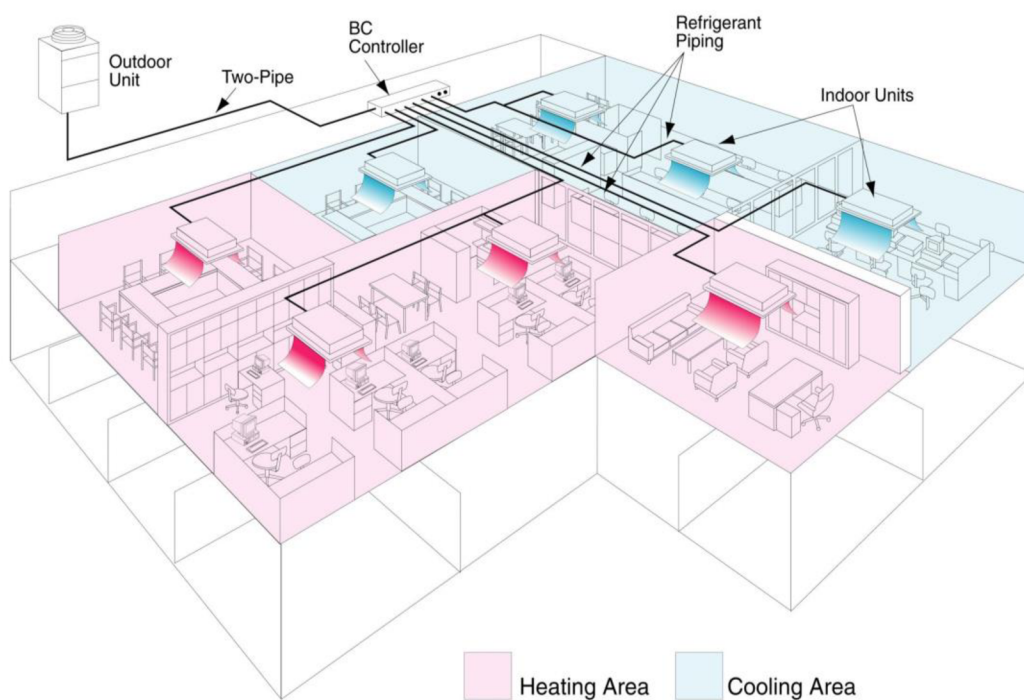 Outdoor
Unit
Two-Pipe
BC
Controller
Refrigerant
Piping
Indoor Units
Heating Area
Cooling Area